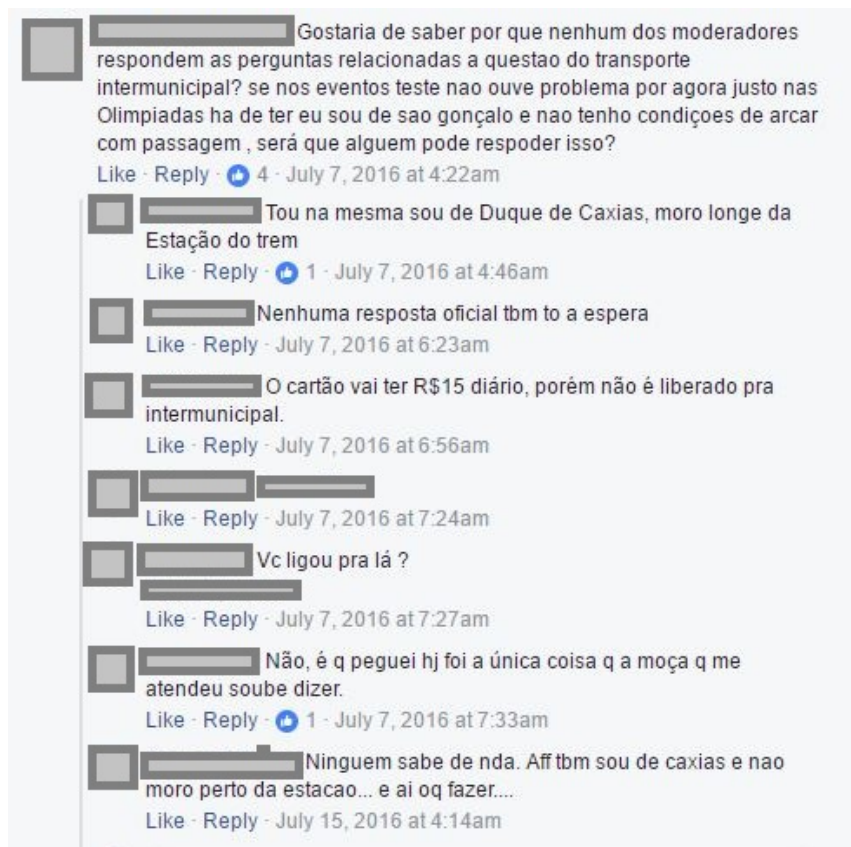 Gostaria de saber por que nenhum dos moderadores
respondem as perguntas relacionadas a questao do transporte
intermunicipal? se nos eventos teste nao ouve problema por agora justo nas
Olimpiadas ha de ter eu sou de sao gonçalo e nao tenho condiçoes de arcar
com passagem , será que alguem pode respoder isso?
Like · Reply · 4 · July 7, 2016 at 4:22am
Tou na mesma sou de Duque de Caxias, moro longe da
Estação do trem
Like · Reply · 1 · July 7, 2016 at 4:46am
Nenhuma resposta oficial tbm to a espera
Like · Reply · July 7, 2016 at 6:23am
O cartão vai ter R$15 diário, porém não é liberado pra
intermunicipal.
Like · Reply · July 7, 2016 at 6:56am
Like · Reply · July 7, 2016 at 7:24am
Vc ligou pra lá ?
Like · Reply · July 7, 2016 at 7:27am
Não, é q peguei hj foi a única coisa q a moça q me
atendeu soube dizer.
Like · Reply · 1 · July 7, 2016 at 7:33am
Ninguem sabe de nda. Aff tbm sou de caxias e nao
moro perto da estacao... e ai oq fazer....
Like · Reply · July 15, 2016 at 4:14am